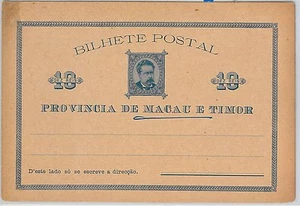 BILHETE POSTAL
10 10
PROVINCIA DE MACAU E TIMOR
D'este lado só se escreve a direcção.